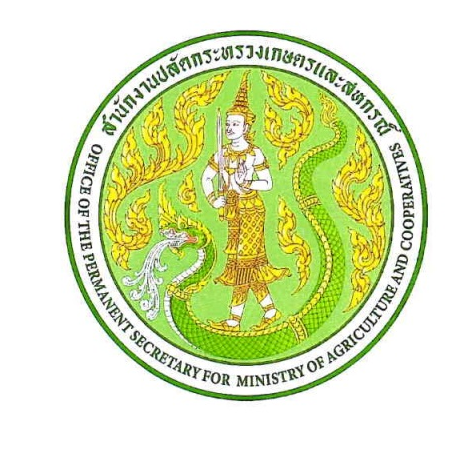 สำนักงานปลัดกระทรวงเกษตรและสหกรณ์
OFFICE OF THE PERMANENT SECRETARY FOR MINISTRY OF AGRICULTURE AND COOPERATIVES